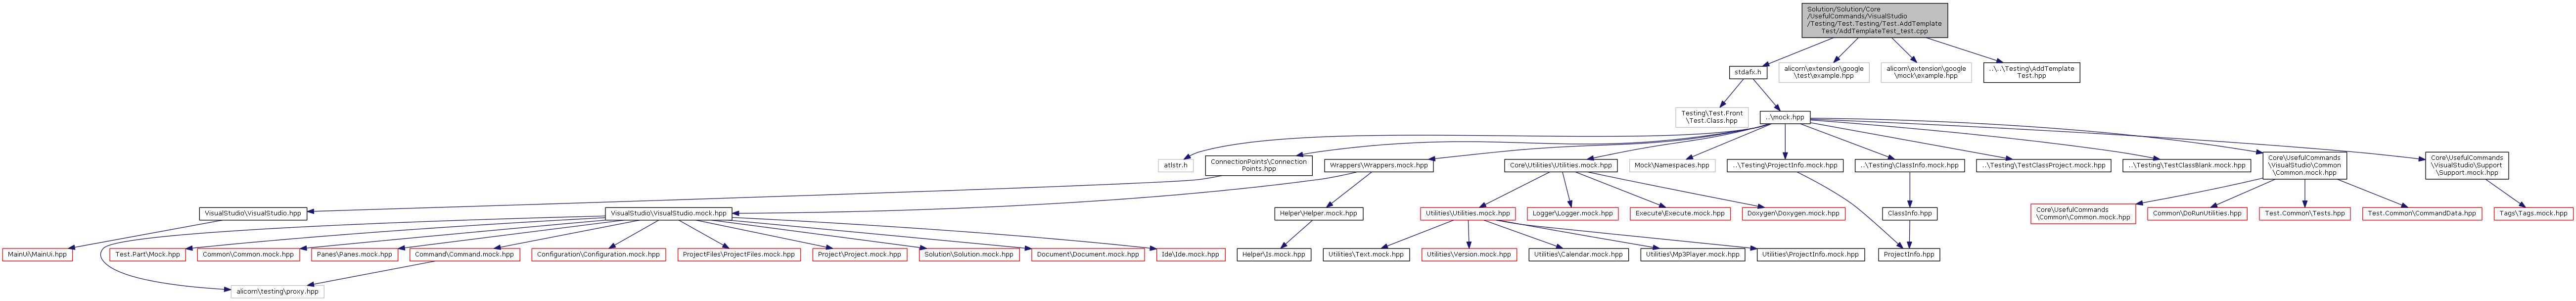 Solution/Solution/Core
/UsefulCommands/VisualStudio
/Testing/Test.Testing/Test.AddTemplate
Test/AddTemplateTest_test.cpp
stdafx.h
alicorn\extension\google
\test\example.hpp
alicorn\extension\google
\mock\example.hpp
..\..\Testing\AddTemplate
Test.hpp
Testing\Test.Front
\Test.Class.hpp
..\mock.hpp
atlstr.h
ConnectionPoints\Connection
Points.hpp
Wrappers\Wrappers.mock.hpp
Core\Utilities\Utilities.mock.hpp
Mock\Namespaces.hpp
..\Testing\ProjectInfo.mock.hpp
..\Testing\ClassInfo.mock.hpp
..\Testing\TestClassProject.mock.hpp
..\Testing\TestClassBlank.mock.hpp
Core\UsefulCommands
\VisualStudio\Common
\Common.mock.hpp
Core\UsefulCommands
\VisualStudio\Support
\Support.mock.hpp
VisualStudio\VisualStudio.hpp
VisualStudio\VisualStudio.mock.hpp
Helper\Helper.mock.hpp
Utilities\Utilities.mock.hpp
Logger\Logger.mock.hpp
Execute\Execute.mock.hpp
Doxygen\Doxygen.mock.hpp
ClassInfo.hpp
Core\UsefulCommands
\Common\Common.mock.hpp
Common\DoRunUtilities.hpp
Test.Common\Tests.hpp
Test.Common\CommandData.hpp
Tags\Tags.mock.hpp
MainUi\MainUi.hpp
Test.Part\Mock.hpp
Common\Common.mock.hpp
Panes\Panes.mock.hpp
Command\Command.mock.hpp
Configuration\Configuration.mock.hpp
ProjectFiles\ProjectFiles.mock.hpp
Project\Project.mock.hpp
Solution\Solution.mock.hpp
Document\Document.mock.hpp
Ide\Ide.mock.hpp
Helper\Is.mock.hpp
Utilities\Text.mock.hpp
Utilities\Version.mock.hpp
Utilities\Calendar.mock.hpp
Utilities\Mp3Player.mock.hpp
Utilities\ProjectInfo.mock.hpp
ProjectInfo.hpp
alicorn\testing\proxy.hpp